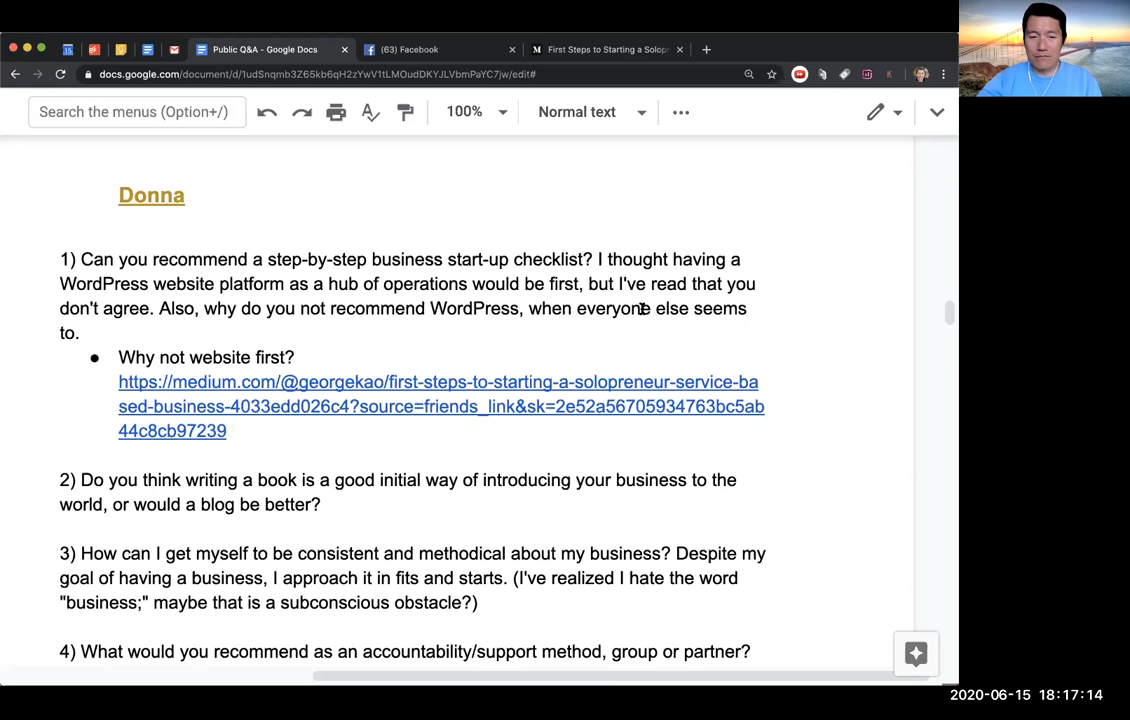 Public Q&A - Google Docs
(63) Facebook
First Steps to Starting a Solopr
docs.google.com/document/d/1udSnqmb3Z65kb6qH2zYwV1tLMOudDKYJLVbmPaYC7jw/edit#
Search the menus (Option+/)
100%
Normal text
Donna
1) Can you recommend a step-by-step business start-up checklist? I thought having a
WordPress website platform as a hub of operations would be first, but I've read that you
don't agree. Also, why do you not recommend WordPress, when everyone else seems
to.
● Why not website first?
https://medium.com/@georgekao/first-steps-to-starting-a-solopreneur-service-ba
sed-business-4033edd026c4?source=friends_link&sk=2e52a56705934763bc5ab
44c8cb97239
2) Do you think writing a book is a good initial way of introducing your business to the
world, or would a blog be better?
3) How can I get myself to be consistent and methodical about my business? Despite my
goal of having a business, I approach it in fits and starts. (I've realized I hate the word
"business;" maybe that is a subconscious obstacle?)
4) What would you recommend as an accountability/support method, group or partner?
2020-06-15 18:17:14